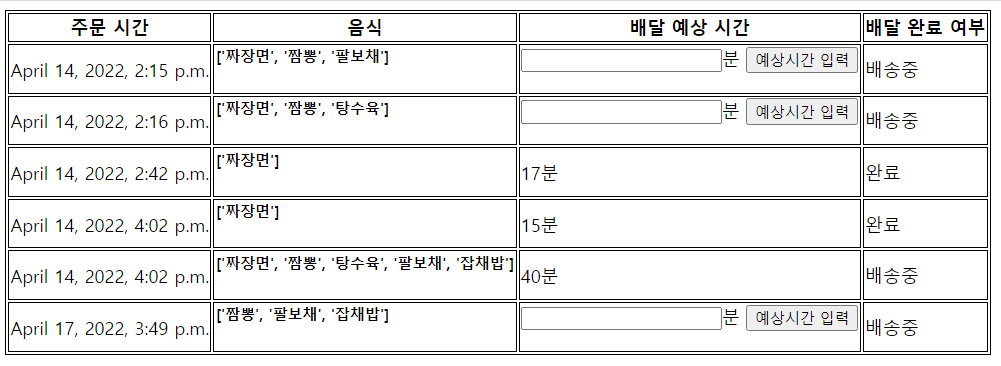 주문 시간 음식 배달 예상 시간 배달 완료 여부
April 14, 2022, 2:15 p.m. ['짜장면', '짬뽕', '팔보채'] 분 예상시간 입력 배송중
April 14, 2022, 2:16 p.m. ['짜장면', '짬뽕', '탕수육'] 분 예상시간 입력 배송중
April 14, 2022, 2:42 p.m. ['짜장면'] 17분 완료
April 14, 2022, 4:02 p.m. ['짜장면'] 15분 완료
April 14, 2022, 4:02 p.m. ['짜장면', '짬뽕', '탕수육', '팔보채', '잡채밥'] 40분 배송중
April 17, 2022, 3:49 p.m. ['짬뽕', '팔보채', '잡채밥'] 분 예상시간 입력 배송중